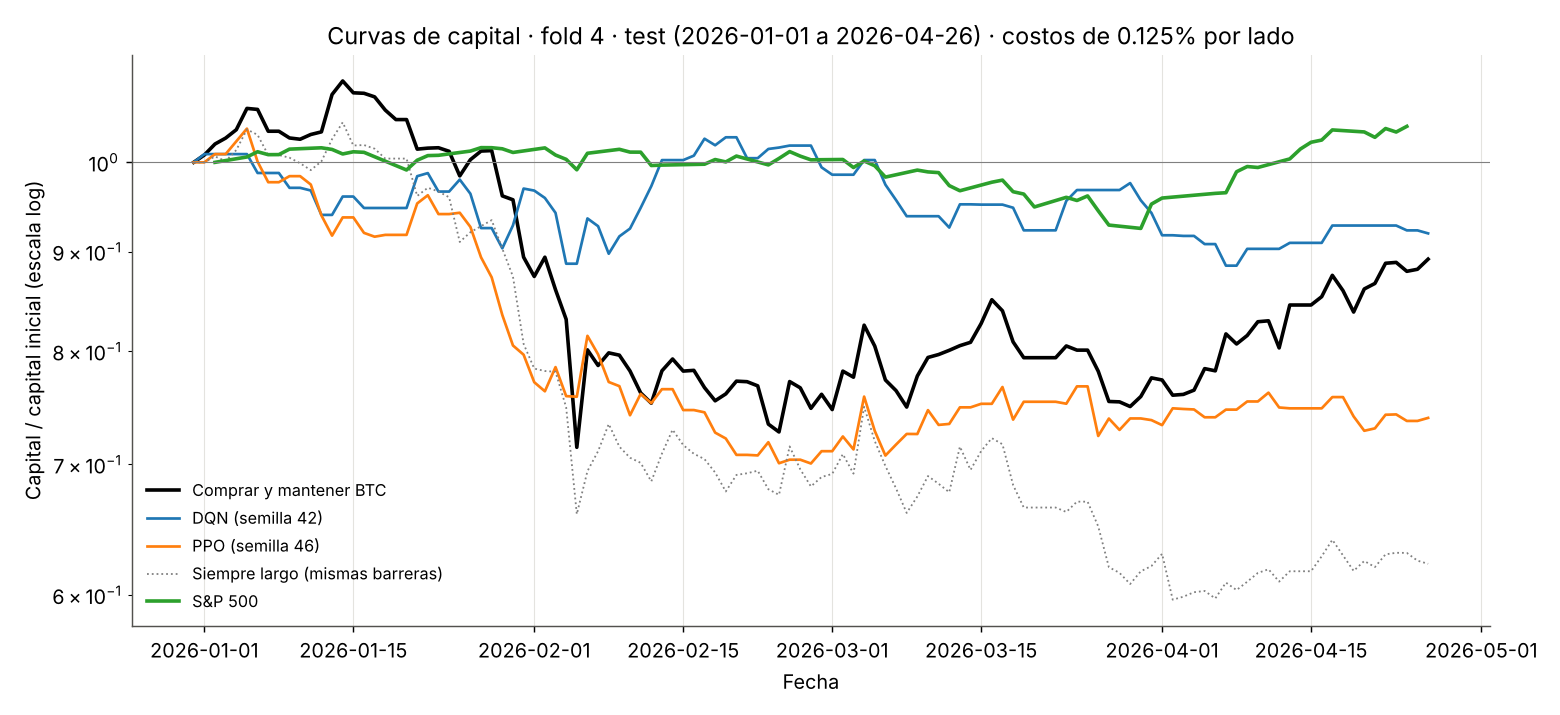 Curvas de capital · fold 4 · test (2026-01-01 a 2026-04-26) · costos de 0.125% por lado
Capital / capital inicial (escala log)
10⁰
9 × 10⁻¹
8 × 10⁻¹
7 × 10⁻¹
6 × 10⁻¹
Comprar y mantener BTC
DQN (semilla 42)
PPO (semilla 46)
Siempre largo (mismas barreras)
S&P 500
2026-01-01 2026-01-15 2026-02-01 2026-02-15 2026-03-01 2026-03-15 2026-04-01 2026-04-15 2026-05-01
Fecha